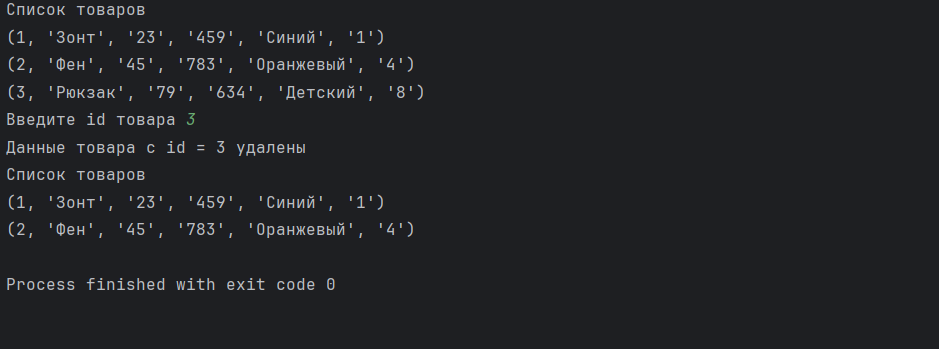 Список товаров
(1, 'Зонт', '23', '459', 'Синий', '1')
(2, 'Фен', '45', '783', 'Оранжевый', '4')
(3, 'Рюкзак', '79', '634', 'Детский', '8')
Введите id товара 3
Данные товара с id = 3 удалены
Список товаров
(1, 'Зонт', '23', '459', 'Синий', '1')
(2, 'Фен', '45', '783', 'Оранжевый', '4')
Process finished with exit code 0